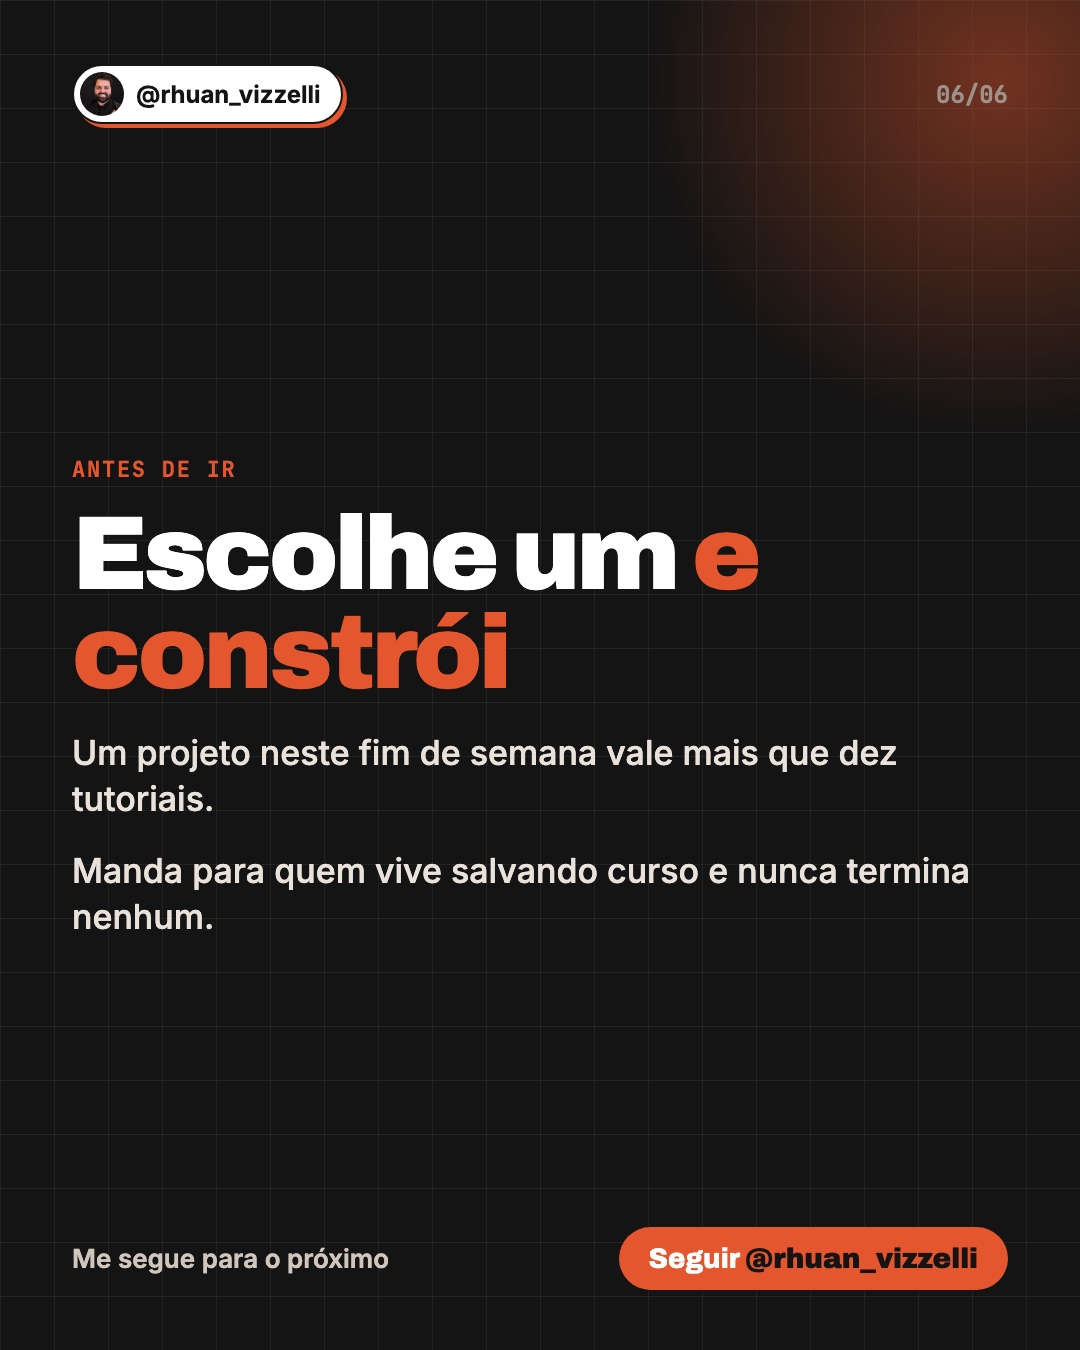 @rhuan_vizzelli
06/06
ANTES DE IR
Escolhe um e
constrói
Um projeto neste fim de semana vale mais que dez
tutoriais.
Manda para quem vive salvando curso e nunca termina
nenhum.
Me segue para o próximo
Seguir @rhuan_vizzelli